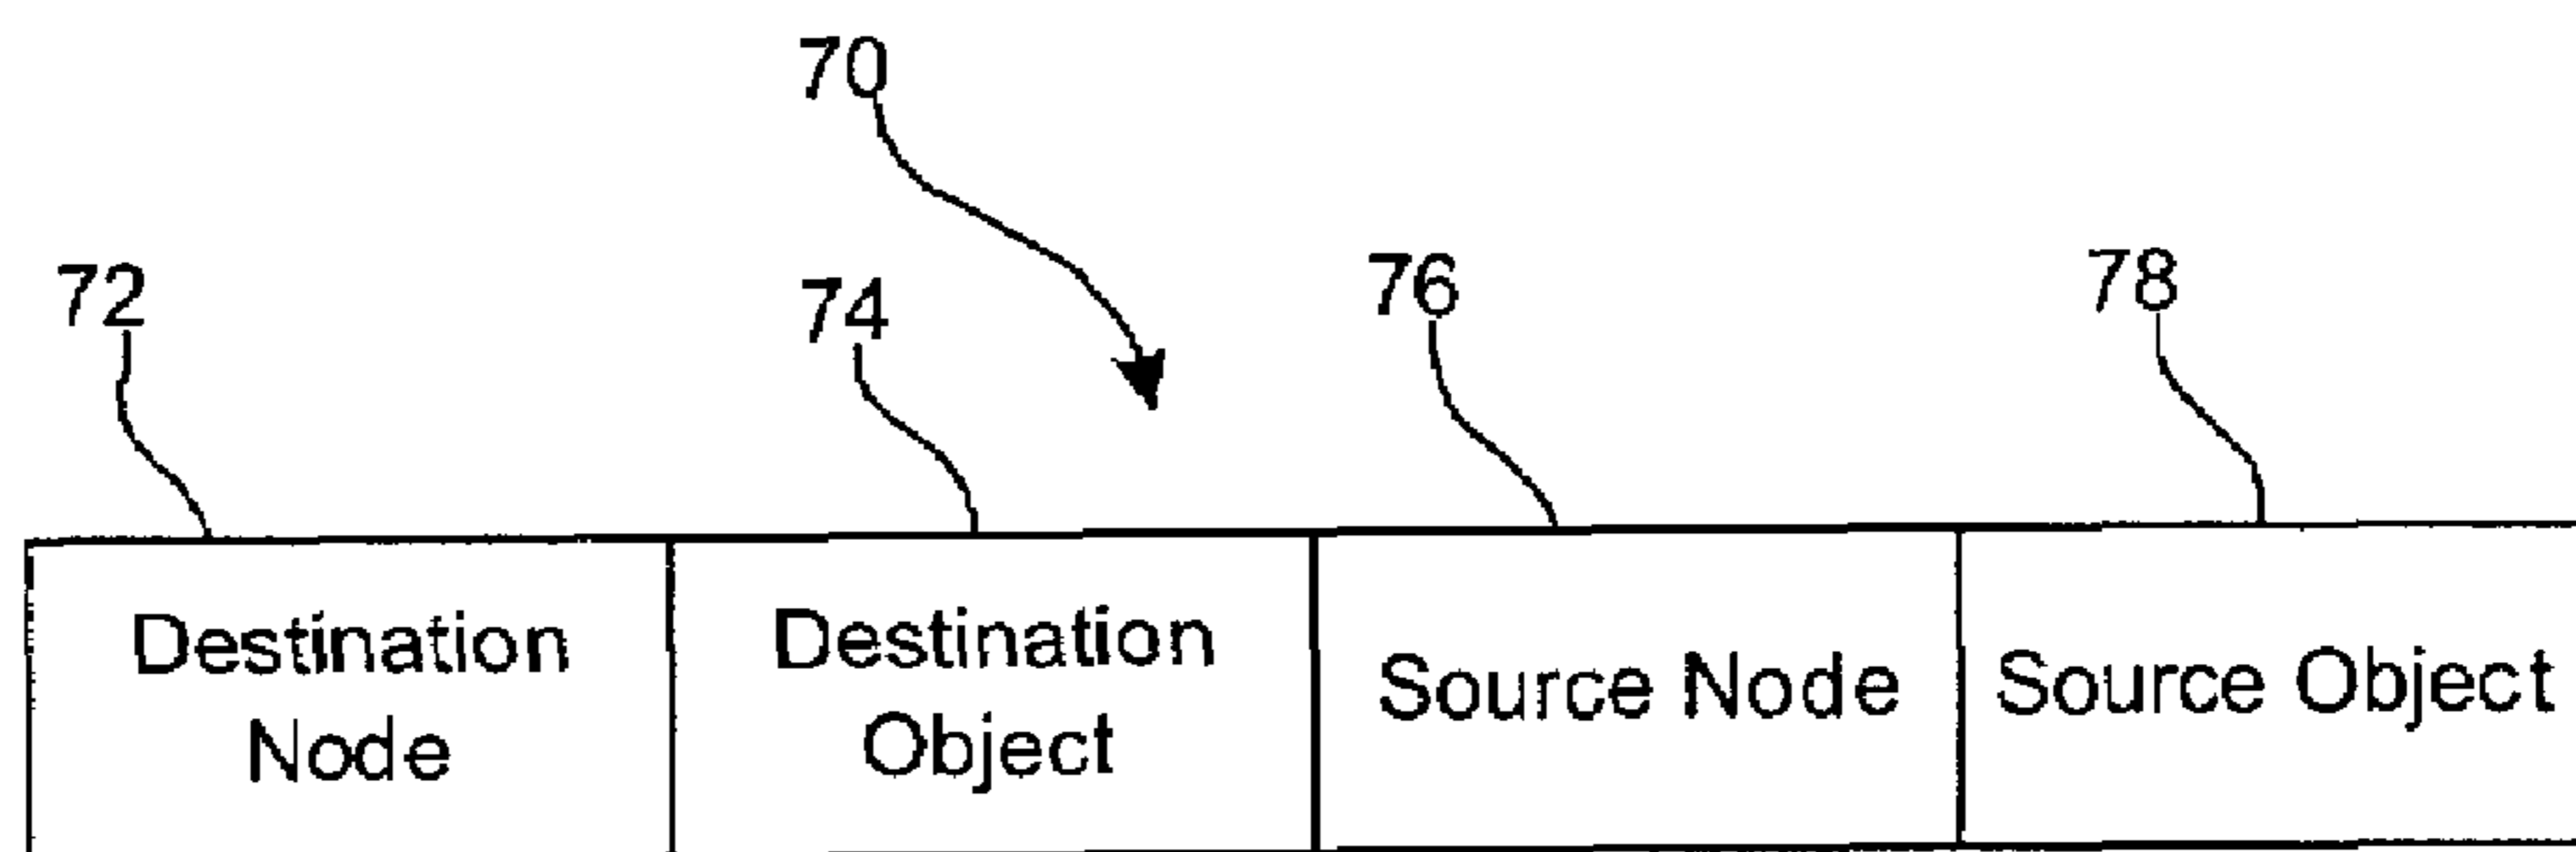 70
72
74
76
78
Destination
Node
Destination
Object
Source Node
Source Object